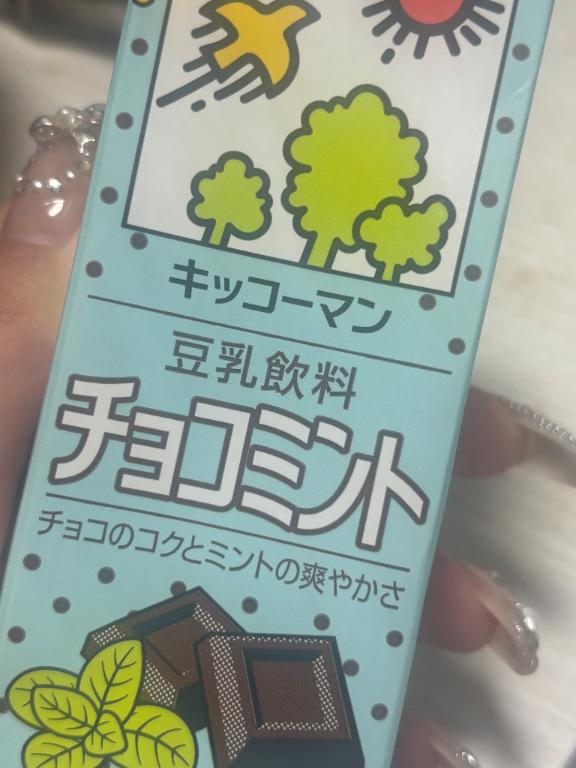 キッコーマン
豆乳飲料
チョコミント
チョコのコクとミントの爽やかさ